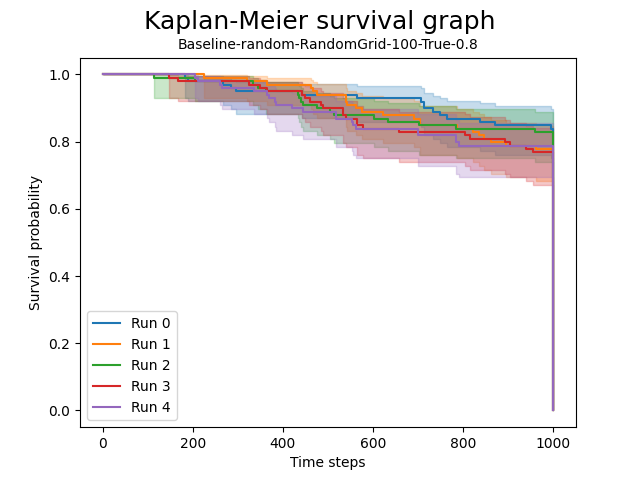 Kaplan-Meier survival graph
Baseline-random-RandomGrid-100-True-0.8
Survival probability
1.0
0.8
0.6
0.4
0.2
0.0
Run 0
Run 1
Run 2
Run 3
Run 4
0 200 400 600 800 1000
Time steps